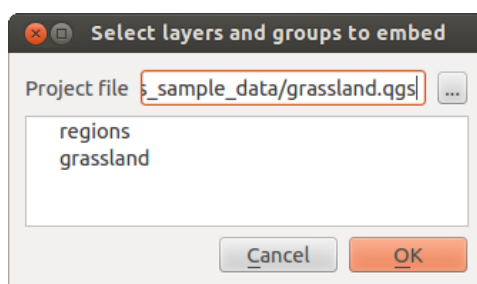 Select layers and groups to embed
Project file s_sample_data/grassland.qgs ...
regions
grassland
Cancel OK